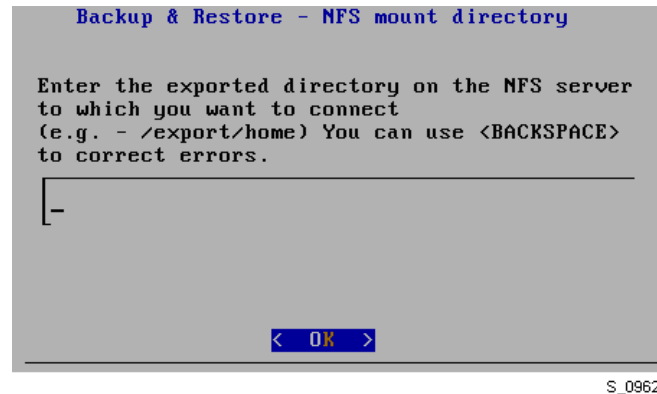 Backup & Restore - NFS mount directory
Enter the exported directory on the NFS server
to which you want to connect
(e.g. - /export/home) You can use <BACKSPACE>
to correct errors.
< OK >
S_0962